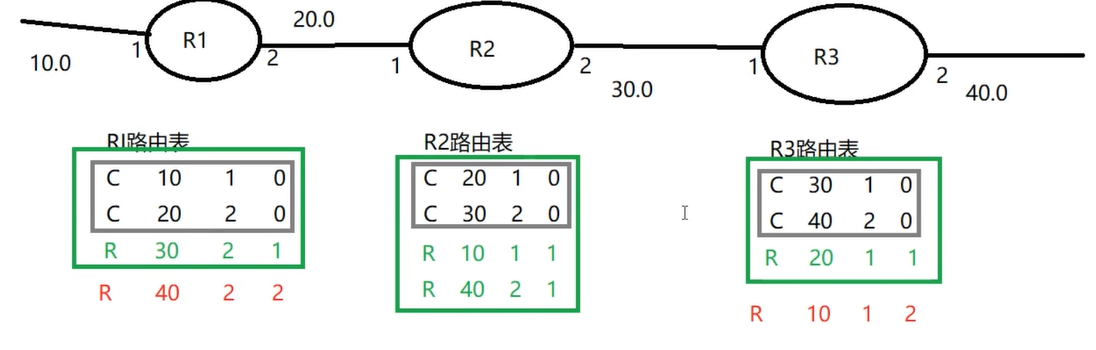 20.0
R1
R2
R3
1
2
1
2
1
2
10.0
30.0
40.0
R1路由表
R2路由表
R3路由表
C 10 1 0
C 20 2 0
R 30 2 1
R 40 2 2
C 20 1 0
C 30 2 0
R 10 1 1
R 40 2 1
C 30 1 0
C 40 2 0
R 20 1 1
R 10 1 2